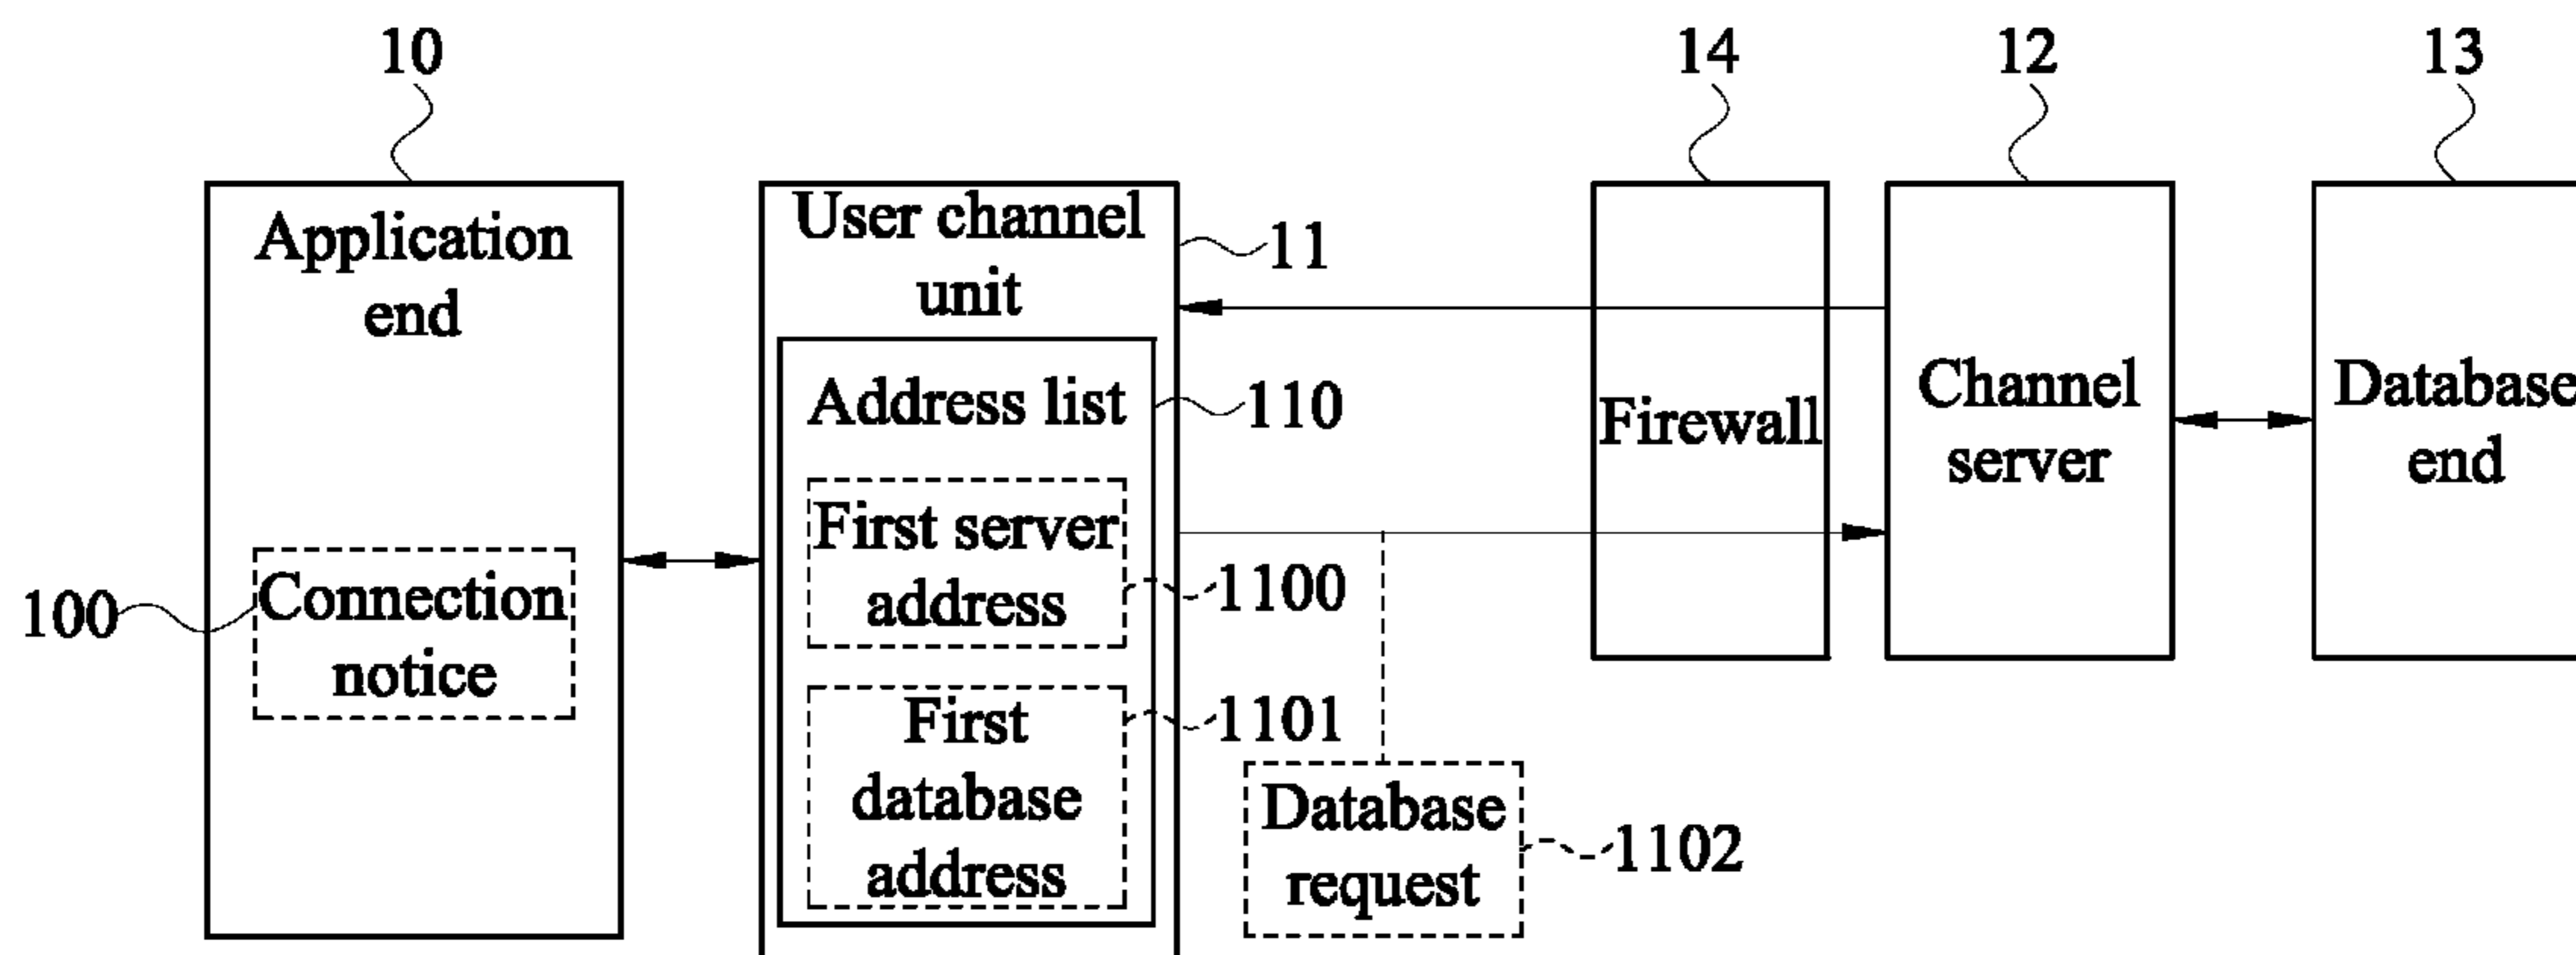 10
14
12
13
Application
end
User channel
unit
11
Address list
110
Firewall
Channel
server
Database
end
First server
address
1100
100
Connection
notice
First
database
address
1101
Database
request
1102